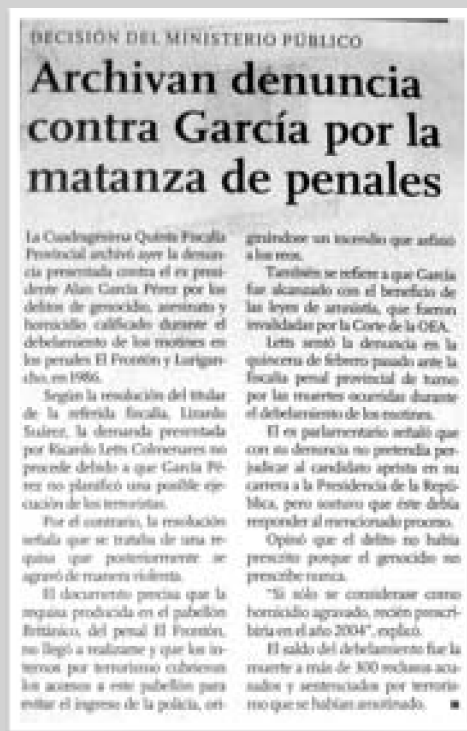 DECISIÓN DEL MINISTERIO PÚBLICO
Archivan denuncia
contra García por la
matanza de penales
La Cuadragésima Quinta Fiscalía
Provincial archivó ayer la denun-
cia presentada contra el ex presi-
dente Alan García Pérez por los
delitos de genocidio, asesinato y
homicidio calificado durante el
debelamiento de los motines en
los penales El Frontón y Lurigan-
cho, en 1986.
Según la resolución del titular
de la referida fiscalía, Lizardo
Suárez, la demanda presentada
por Ricardo Letts Colmenares no
procede debido a que García Pé-
rez no planificó una posible eje-
cución de los terroristas.
Por el contrario, la resolución
señala que se trataba de una re-
quisa que posteriormente se
agravó de manera violenta.
El documento precisa que la
requisa producida en el pabellón
Británico, del penal El Frontón,
no llegó a realizarse y que los in-
ternos por terrorismo cubrieron
los accesos a este pabellón para
evitar el ingreso de la policía, ori-
ginándose un incendio que asfixió
a los reos.
También se refiere a que García
fue alcanzado con el beneficio de
las leyes de amnistía, que fueron
invalidadas por la Corte de la OEA.
Letts sentó la denuncia en la
quincena de febrero pasado ante la
fiscalía penal provincial de turno
por las muertes ocurridas durante
el debelamiento de los motines.
El ex parlamentario señaló que
con su denuncia no pretendía per-
judicar al candidato aprista en su
carrera a la Presidencia de la Repú-
blica, pero sostuvo que éste debía
responder al mencionado proceso.
Opinó que el delito no había
prescrito porque el genocidio no
prescribe nunca.
"Si sólo se considerase como
homicidio agravado, recién prescri-
biría en el año 2004", explicó.
El saldo del debelamiento fue la
muerte a más de 300 reclusos acu-
sados y sentenciados por terroris-
mo que se habían amotinado.